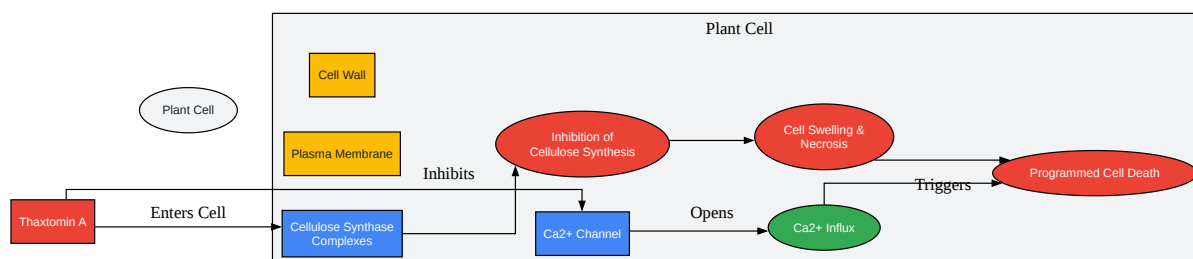 Plant Cell
Cell Wall
Plant Cell
Plasma Membrane
Inhibition of
Cellulose Synthesis
Cell Swelling &
Necrosis
Inhibits
Programmed Cell Death
Triggers
Thaxtomin A
Enters Cell
Cellulose Synthase
Complexes
Ca2+ Channel
Opens
Ca2+ Influx